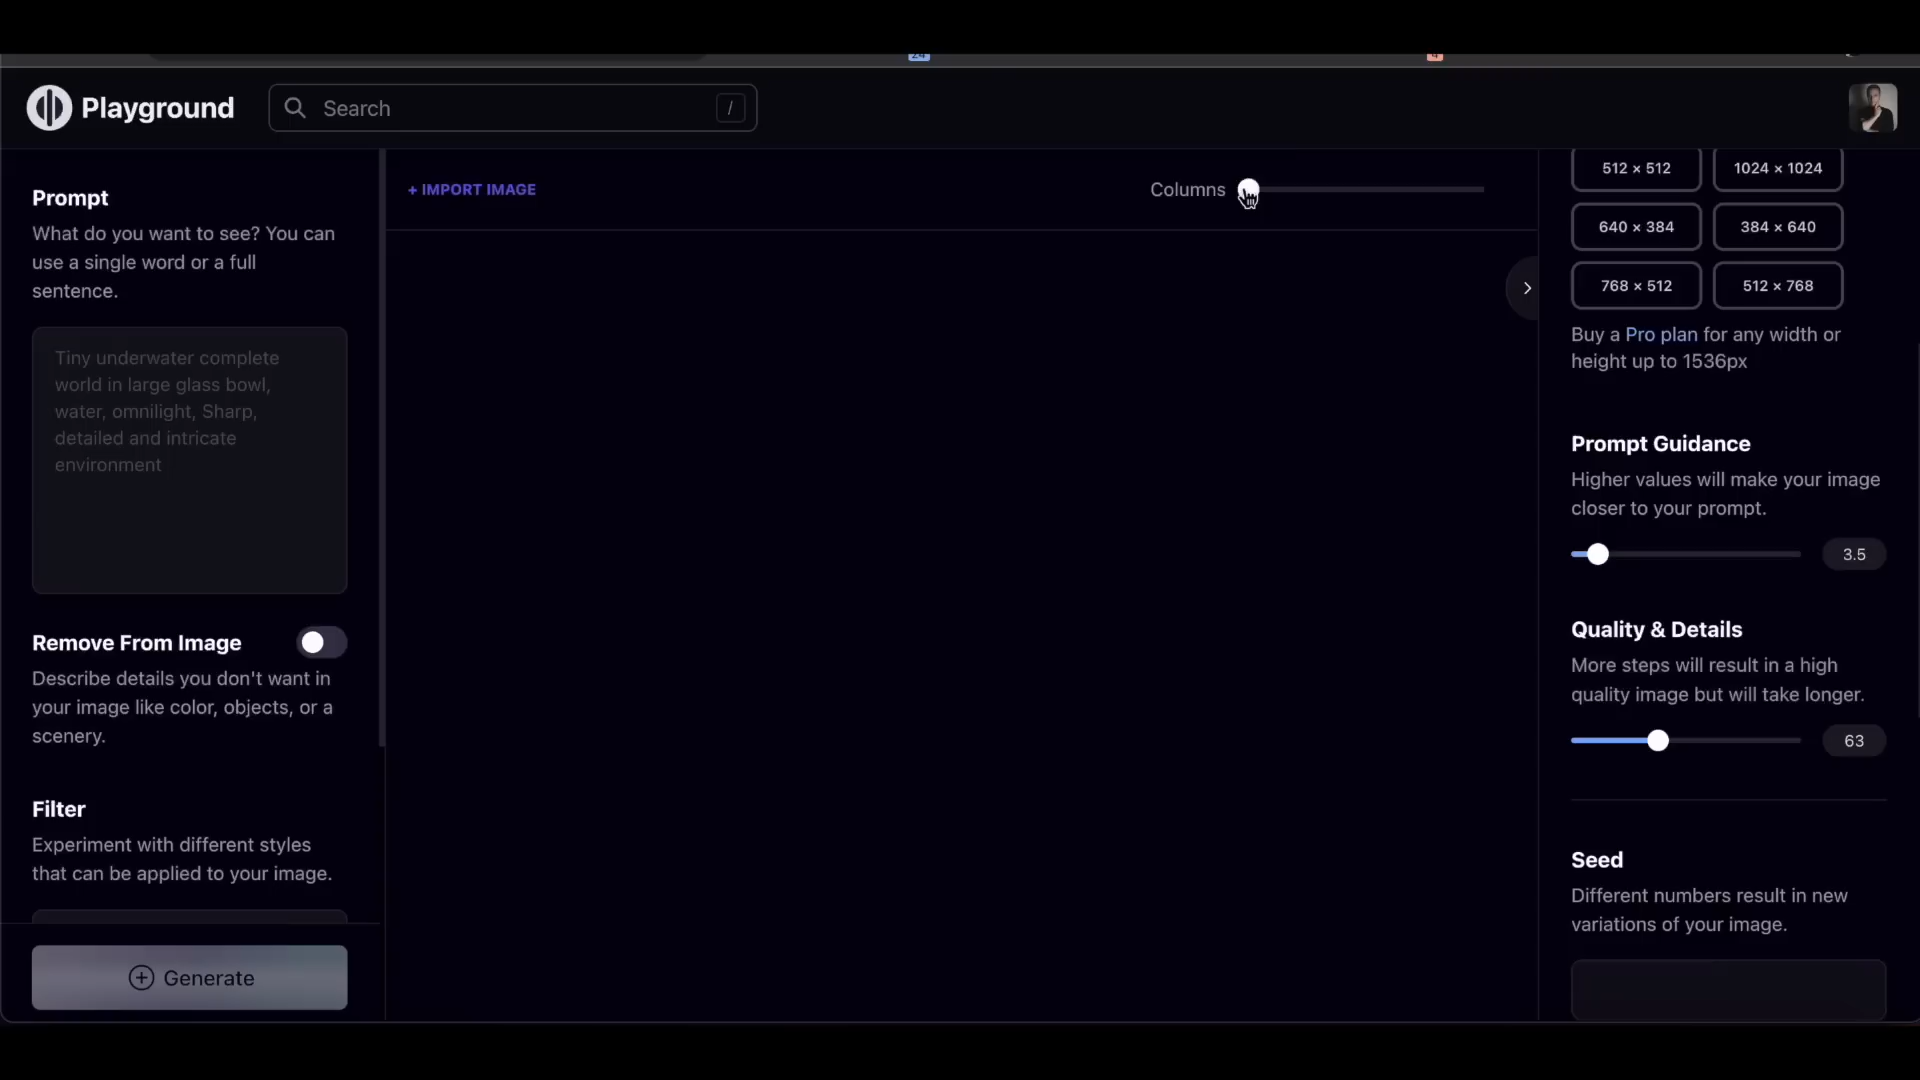 24
4
Playground
Search
/
Prompt
What do you want to see? You can
use a single word or a full
sentence.
Tiny underwater complete
world in large glass bowl,
water, omnilight, Sharp,
detailed and intricate
environment
Remove From Image
Describe details you don't want in
your image like color, objects, or a
scenery.
Filter
Experiment with different styles
that can be applied to your image.
Generate
+ IMPORT IMAGE
Columns
512 × 512
1024 × 1024
640 × 384
384 × 640
768 × 512
512 × 768
Buy a Pro plan for any width or
height up to 1536px
Prompt Guidance
Higher values will make your image
closer to your prompt.
3.5
Quality & Details
More steps will result in a high
quality image but will take longer.
63
Seed
Different numbers result in new
variations of your image.